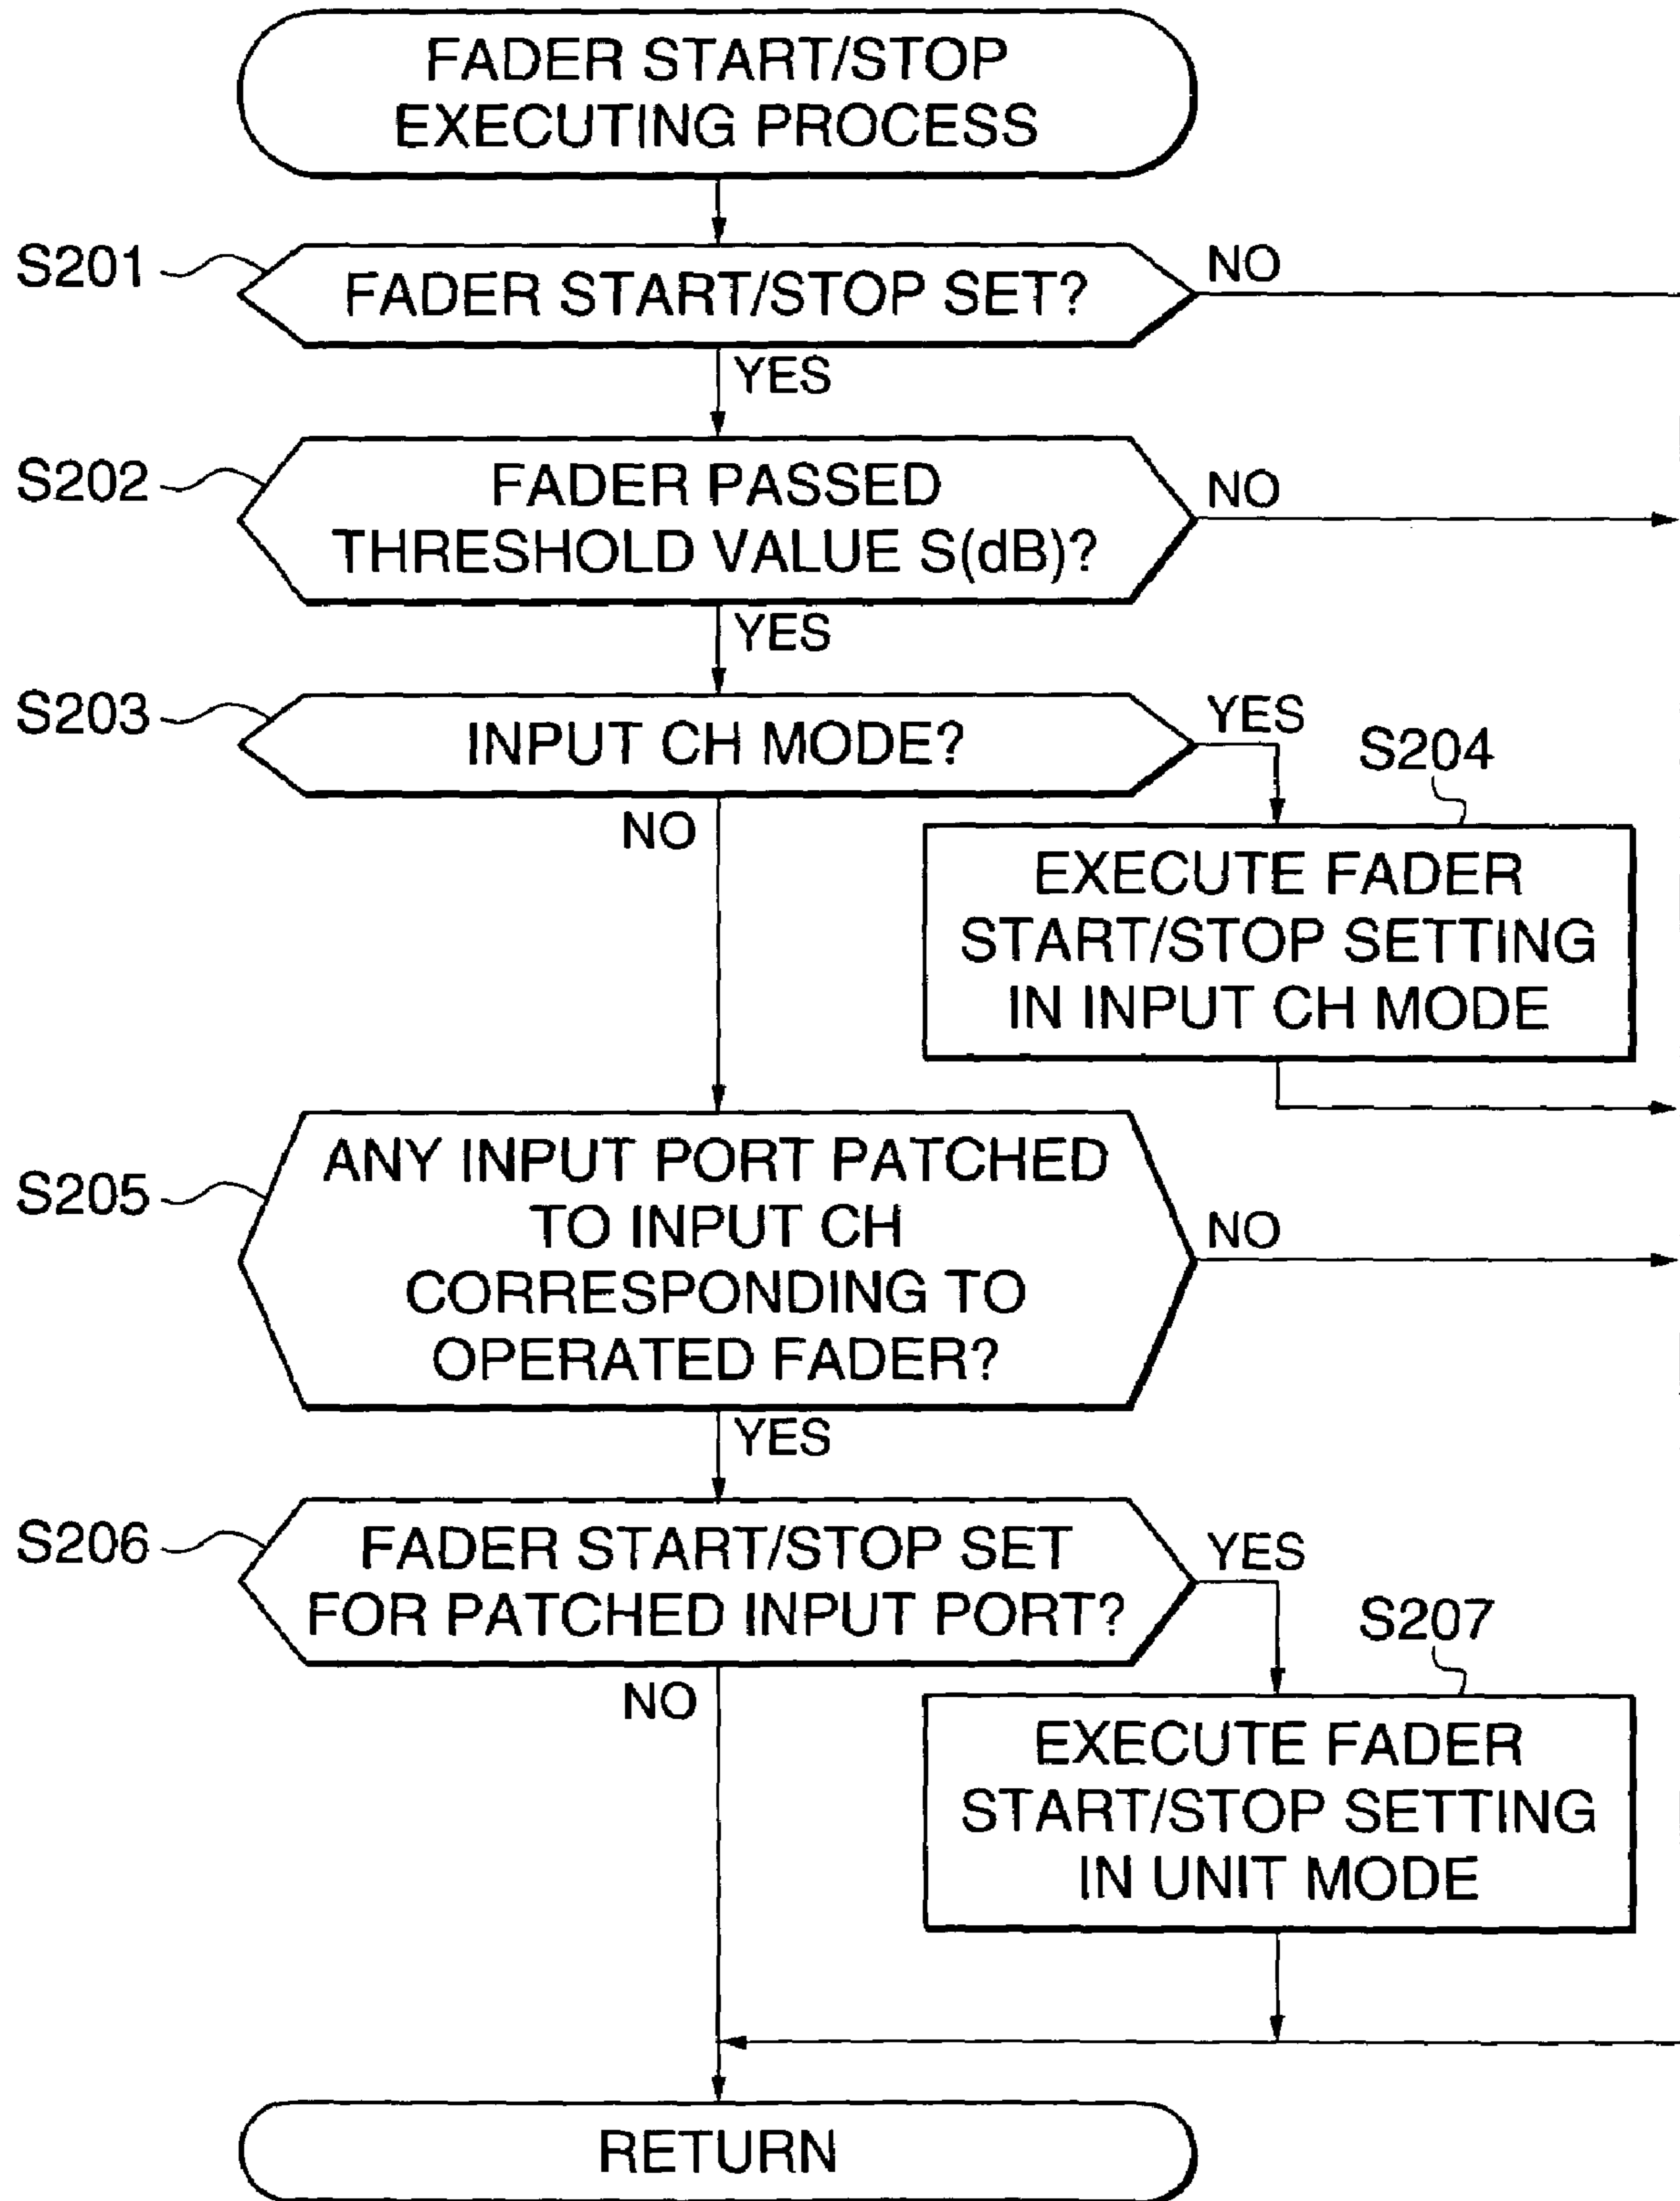 FADER START/STOP
EXECUTING PROCESS
S201
FADER START/STOP SET?
NO
YES
S202
FADER PASSED
THRESHOLD VALUE S(dB)?
NO
YES
S203
INPUT CH MODE?
YES
NO
S204
EXECUTE FADER
START/STOP SETTING
IN INPUT CH MODE
S205
ANY INPUT PORT PATCHED
TO INPUT CH
CORRESPONDING TO
OPERATED FADER?
NO
YES
S206
FADER START/STOP SET
FOR PATCHED INPUT PORT?
YES
NO
S207
EXECUTE FADER
START/STOP SETTING
IN UNIT MODE
RETURN